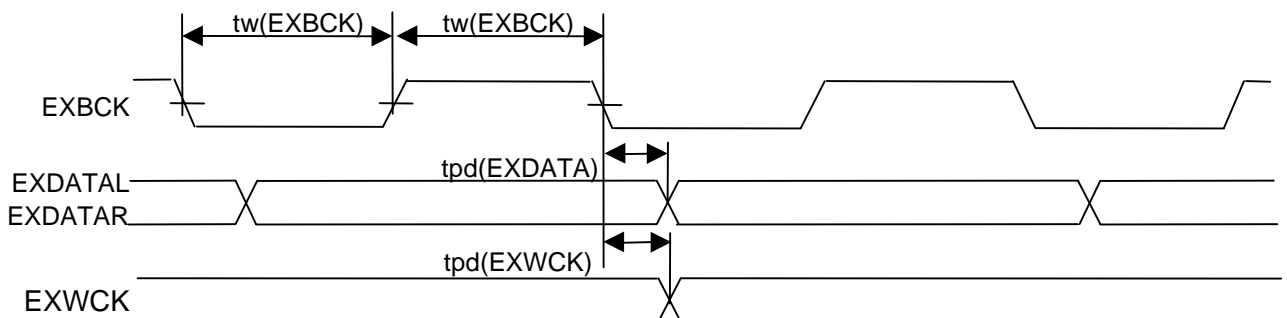 tw(EXBCK) tw(EXBCK)
EXBCK
tpd(EXDATA)
EXDATAL
EXDATAR
tpd(EXWCK)
EXWCK